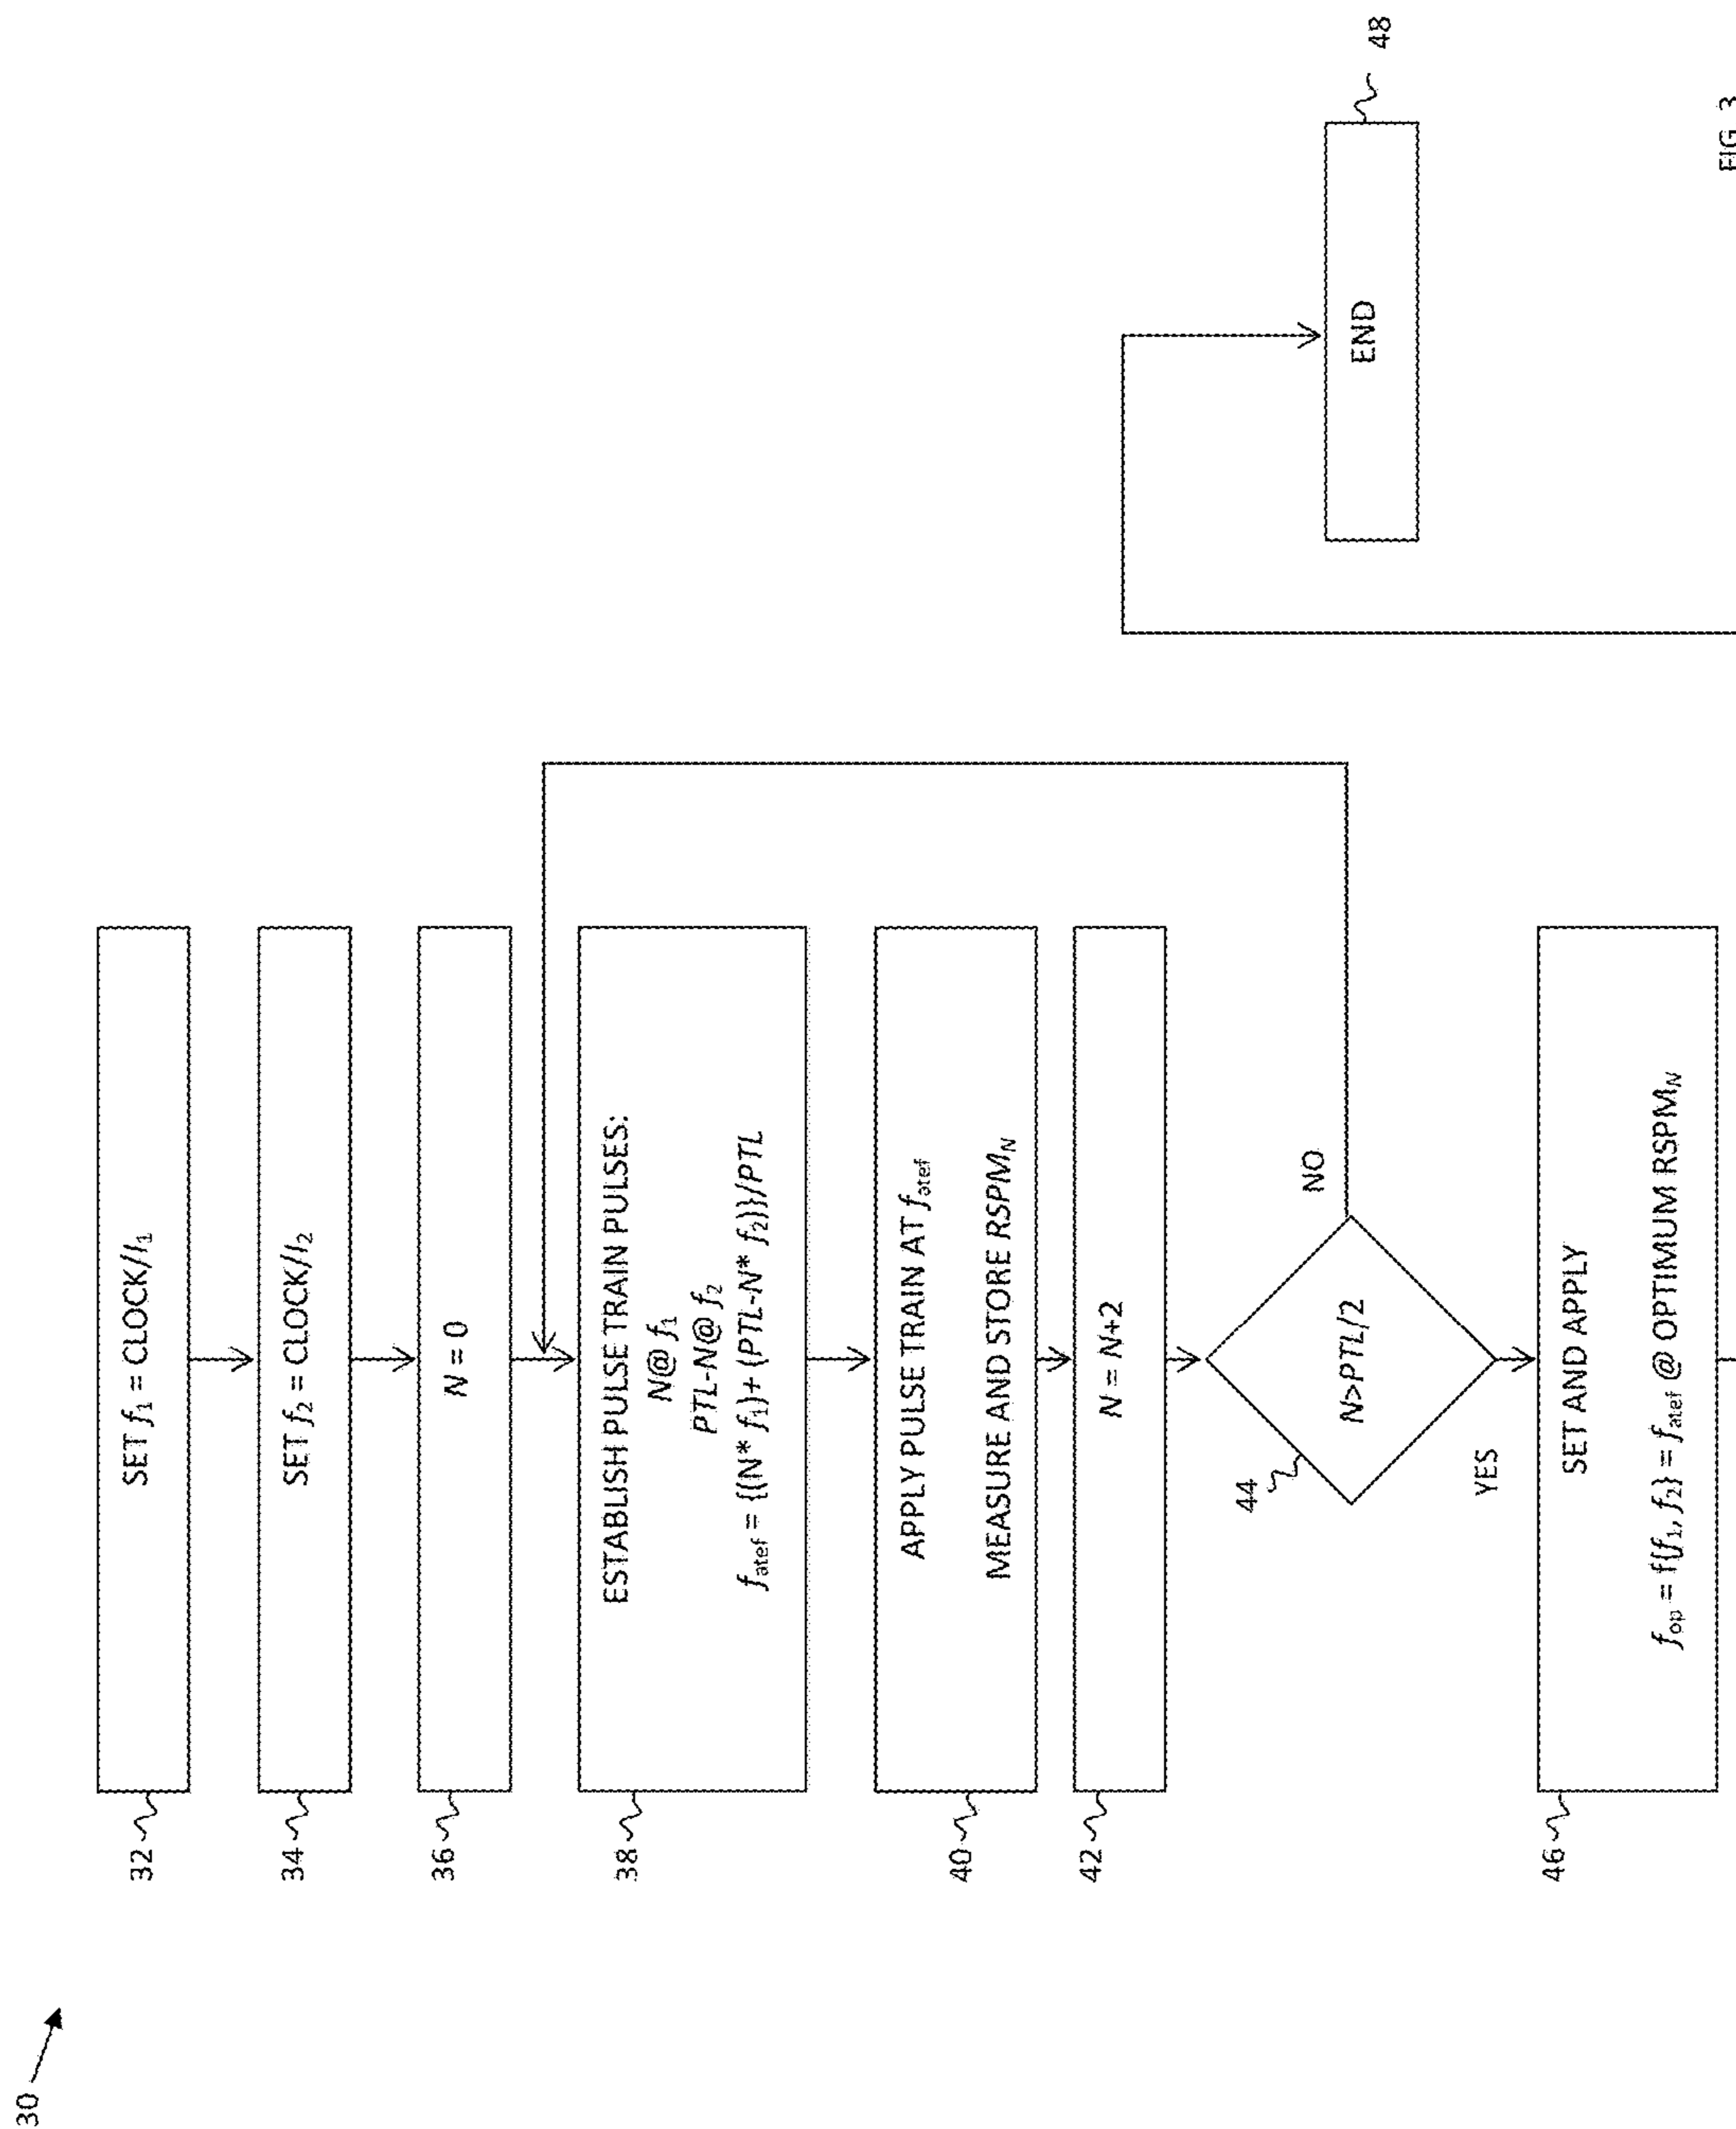 30
32
SET f₁ = CLOCK/I₁
34
SET f₂ = CLOCK/I₂
36
N = 0
38
ESTABLISH PULSE TRAIN PULSES:
N@ f₁
PTL-N@ f₂
fatef = {(N* f₁)+ (PTL-N* f₂)}/PTL
40
APPLY PULSE TRAIN AT fatef
MEASURE AND STORE RSPM_N
42
N = N+2
44
N>PTL/2
NO
YES
46
SET AND APPLY
fop = f{f₁, f₂} = fatef @ OPTIMUM RSPM_N
END
48
FIG. 3